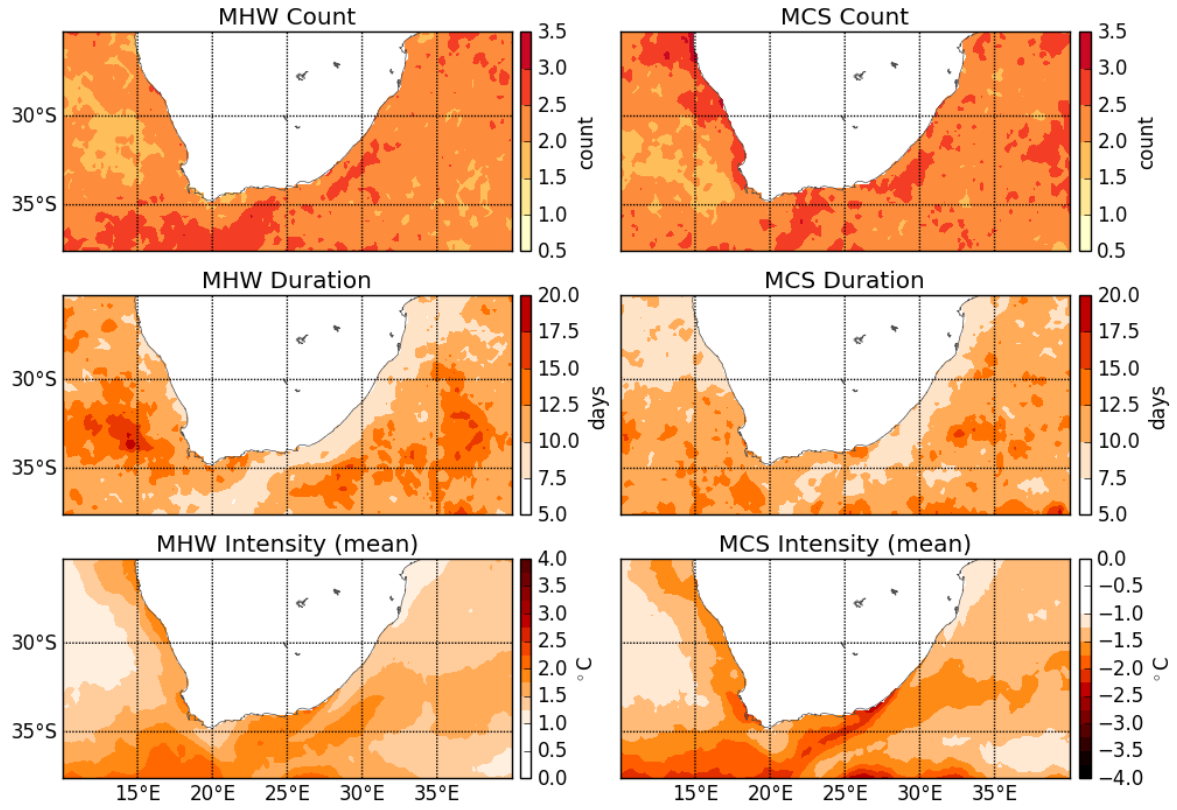 MHW Count
MCS Count
30°S
35°S
3.5
3.0
2.5
2.0
1.5
1.0
0.5
count
3.5
3.0
2.5
2.0
1.5
1.0
0.5
count
MHW Duration
MCS Duration
30°S
35°S
20.0
17.5
15.0
12.5
10.0
7.5
5.0
days
20.0
17.5
15.0
12.5
10.0
7.5
5.0
days
MHW Intensity (mean)
MCS Intensity (mean)
30°S
35°S
4.0
3.5
3.0
2.5
2.0
1.5
1.0
0.5
0.0
°C
0.0
−0.5
−1.0
−1.5
−2.0
−2.5
−3.0
−3.5
−4.0
°C
15°E 20°E 25°E 30°E 35°E
15°E 20°E 25°E 30°E 35°E